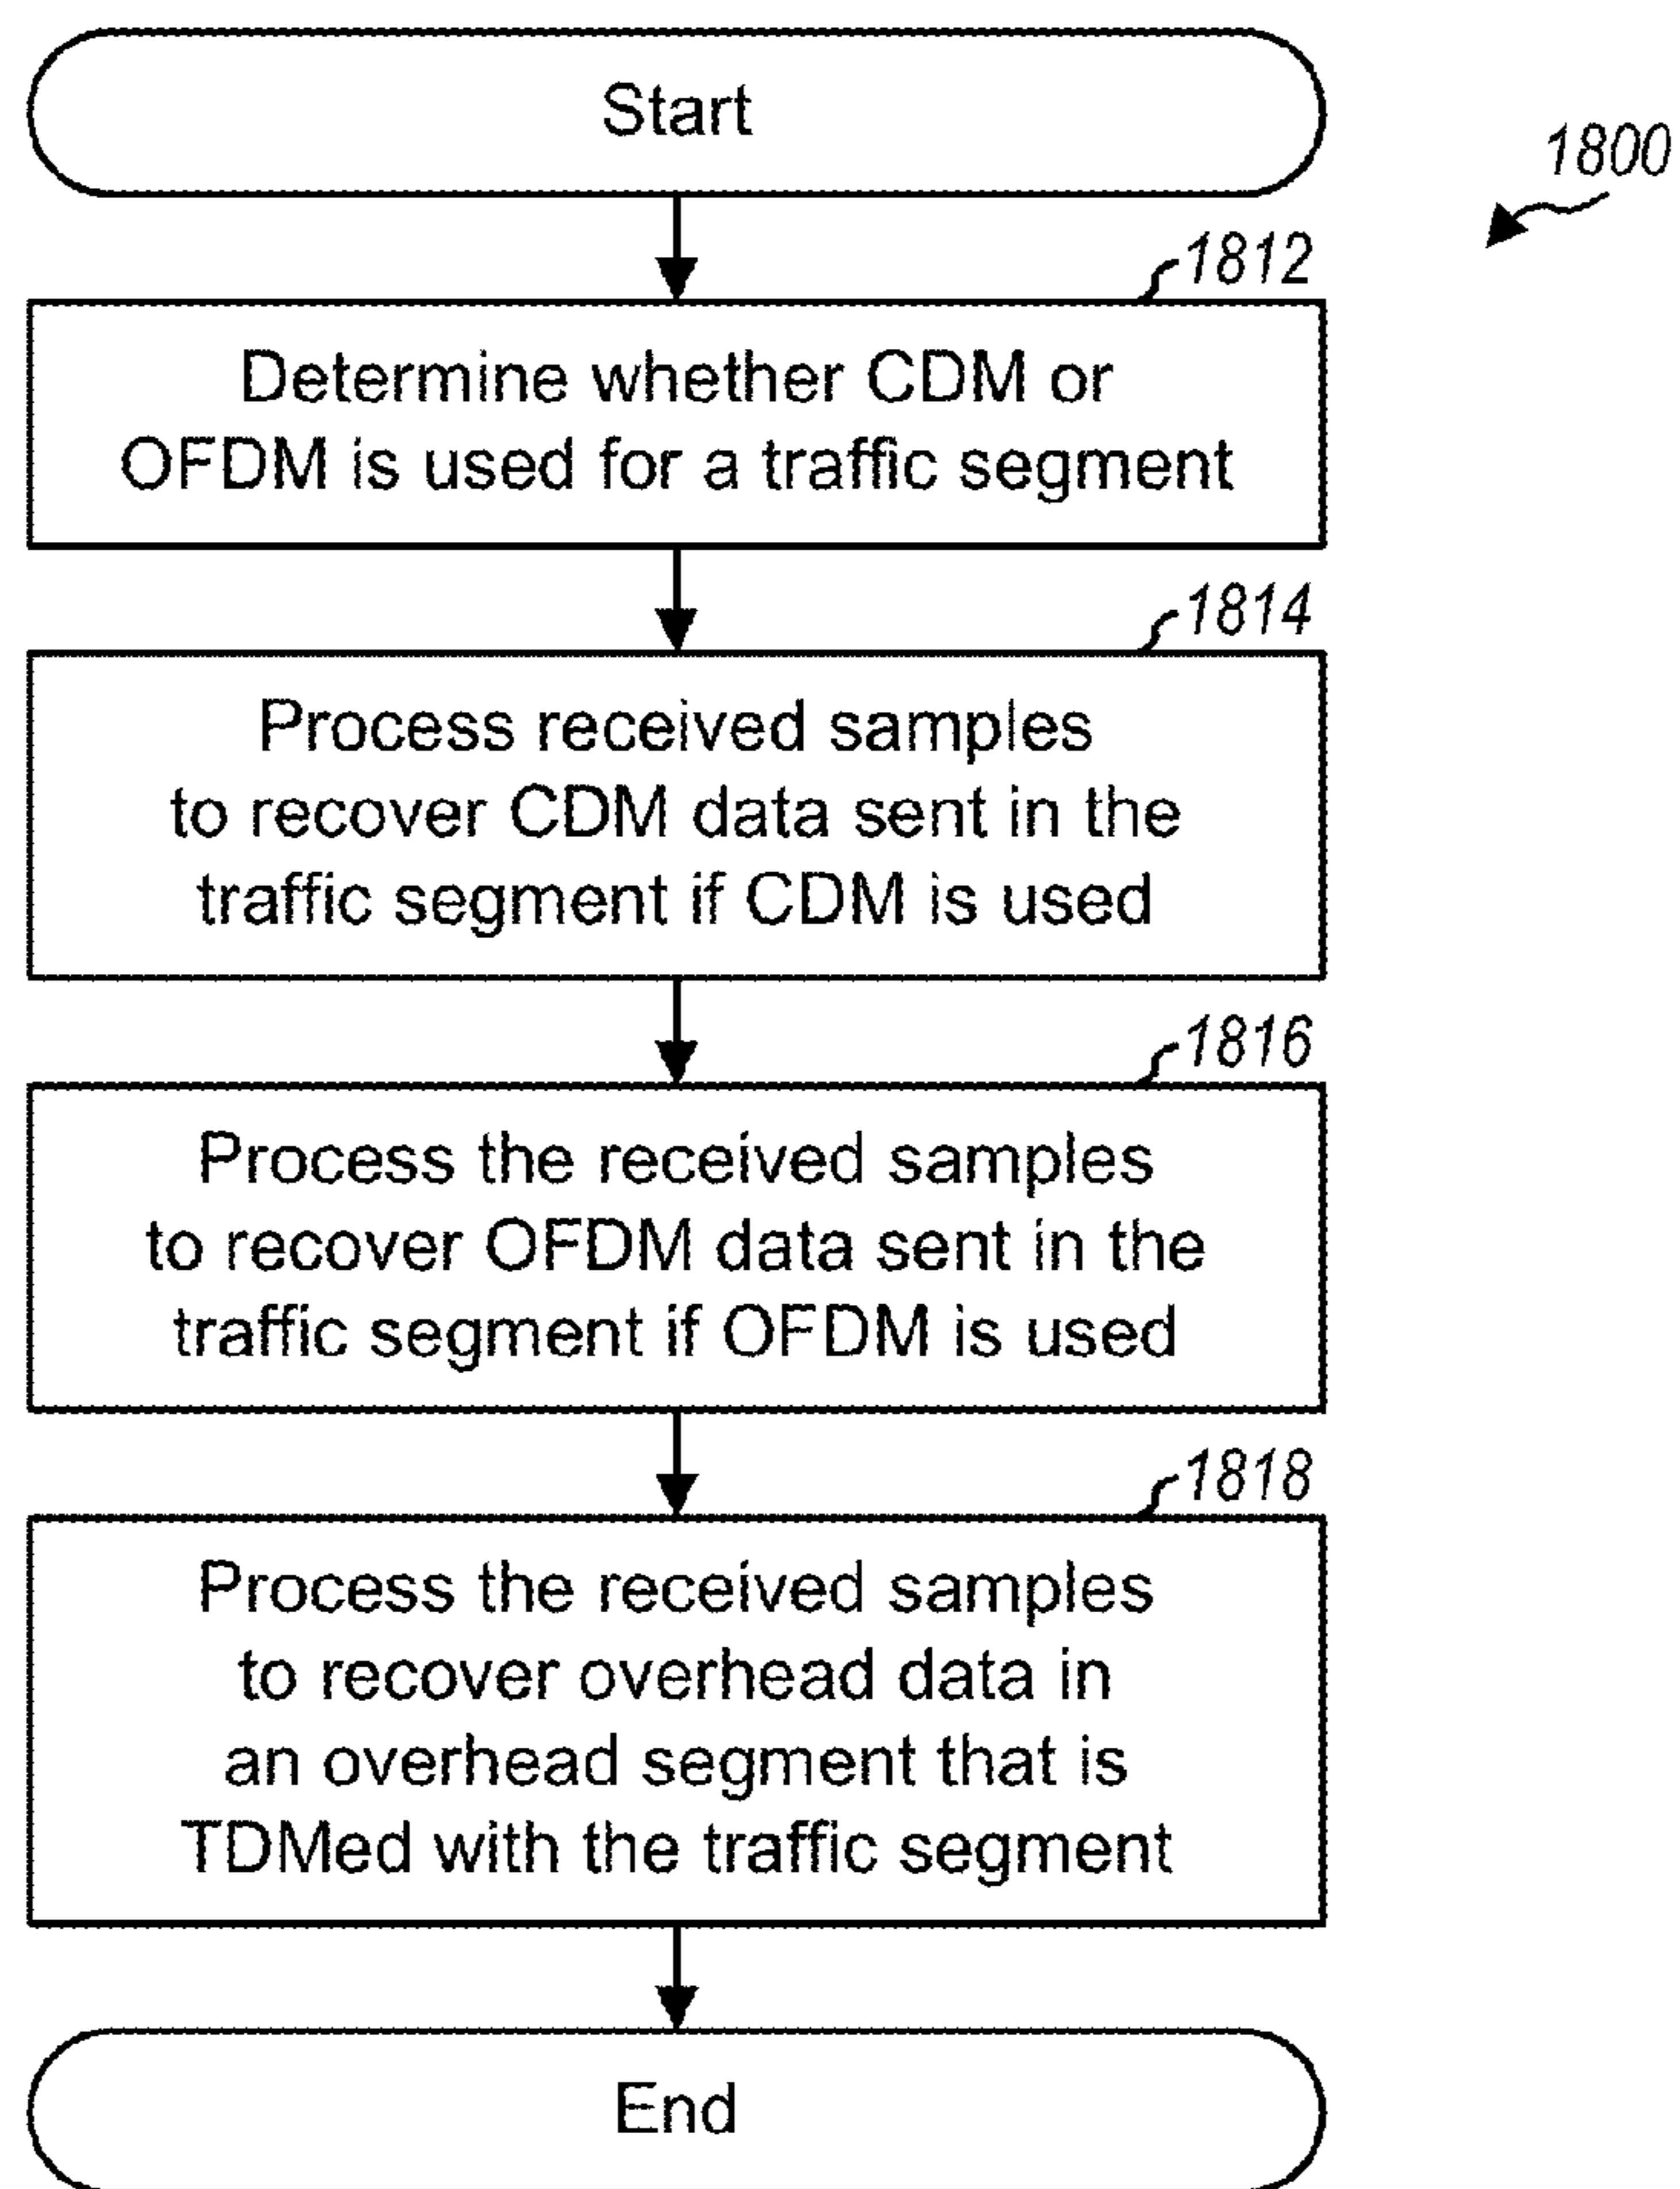 Start
1800
1812
Determine whether CDM or
OFDM is used for a traffic segment
1814
Process received samples
to recover CDM data sent in the
traffic segment if CDM is used
1816
Process the received samples
to recover OFDM data sent in the
traffic segment if OFDM is used
1818
Process the received samples
to recover overhead data in
an overhead segment that is
TDMed with the traffic segment
End